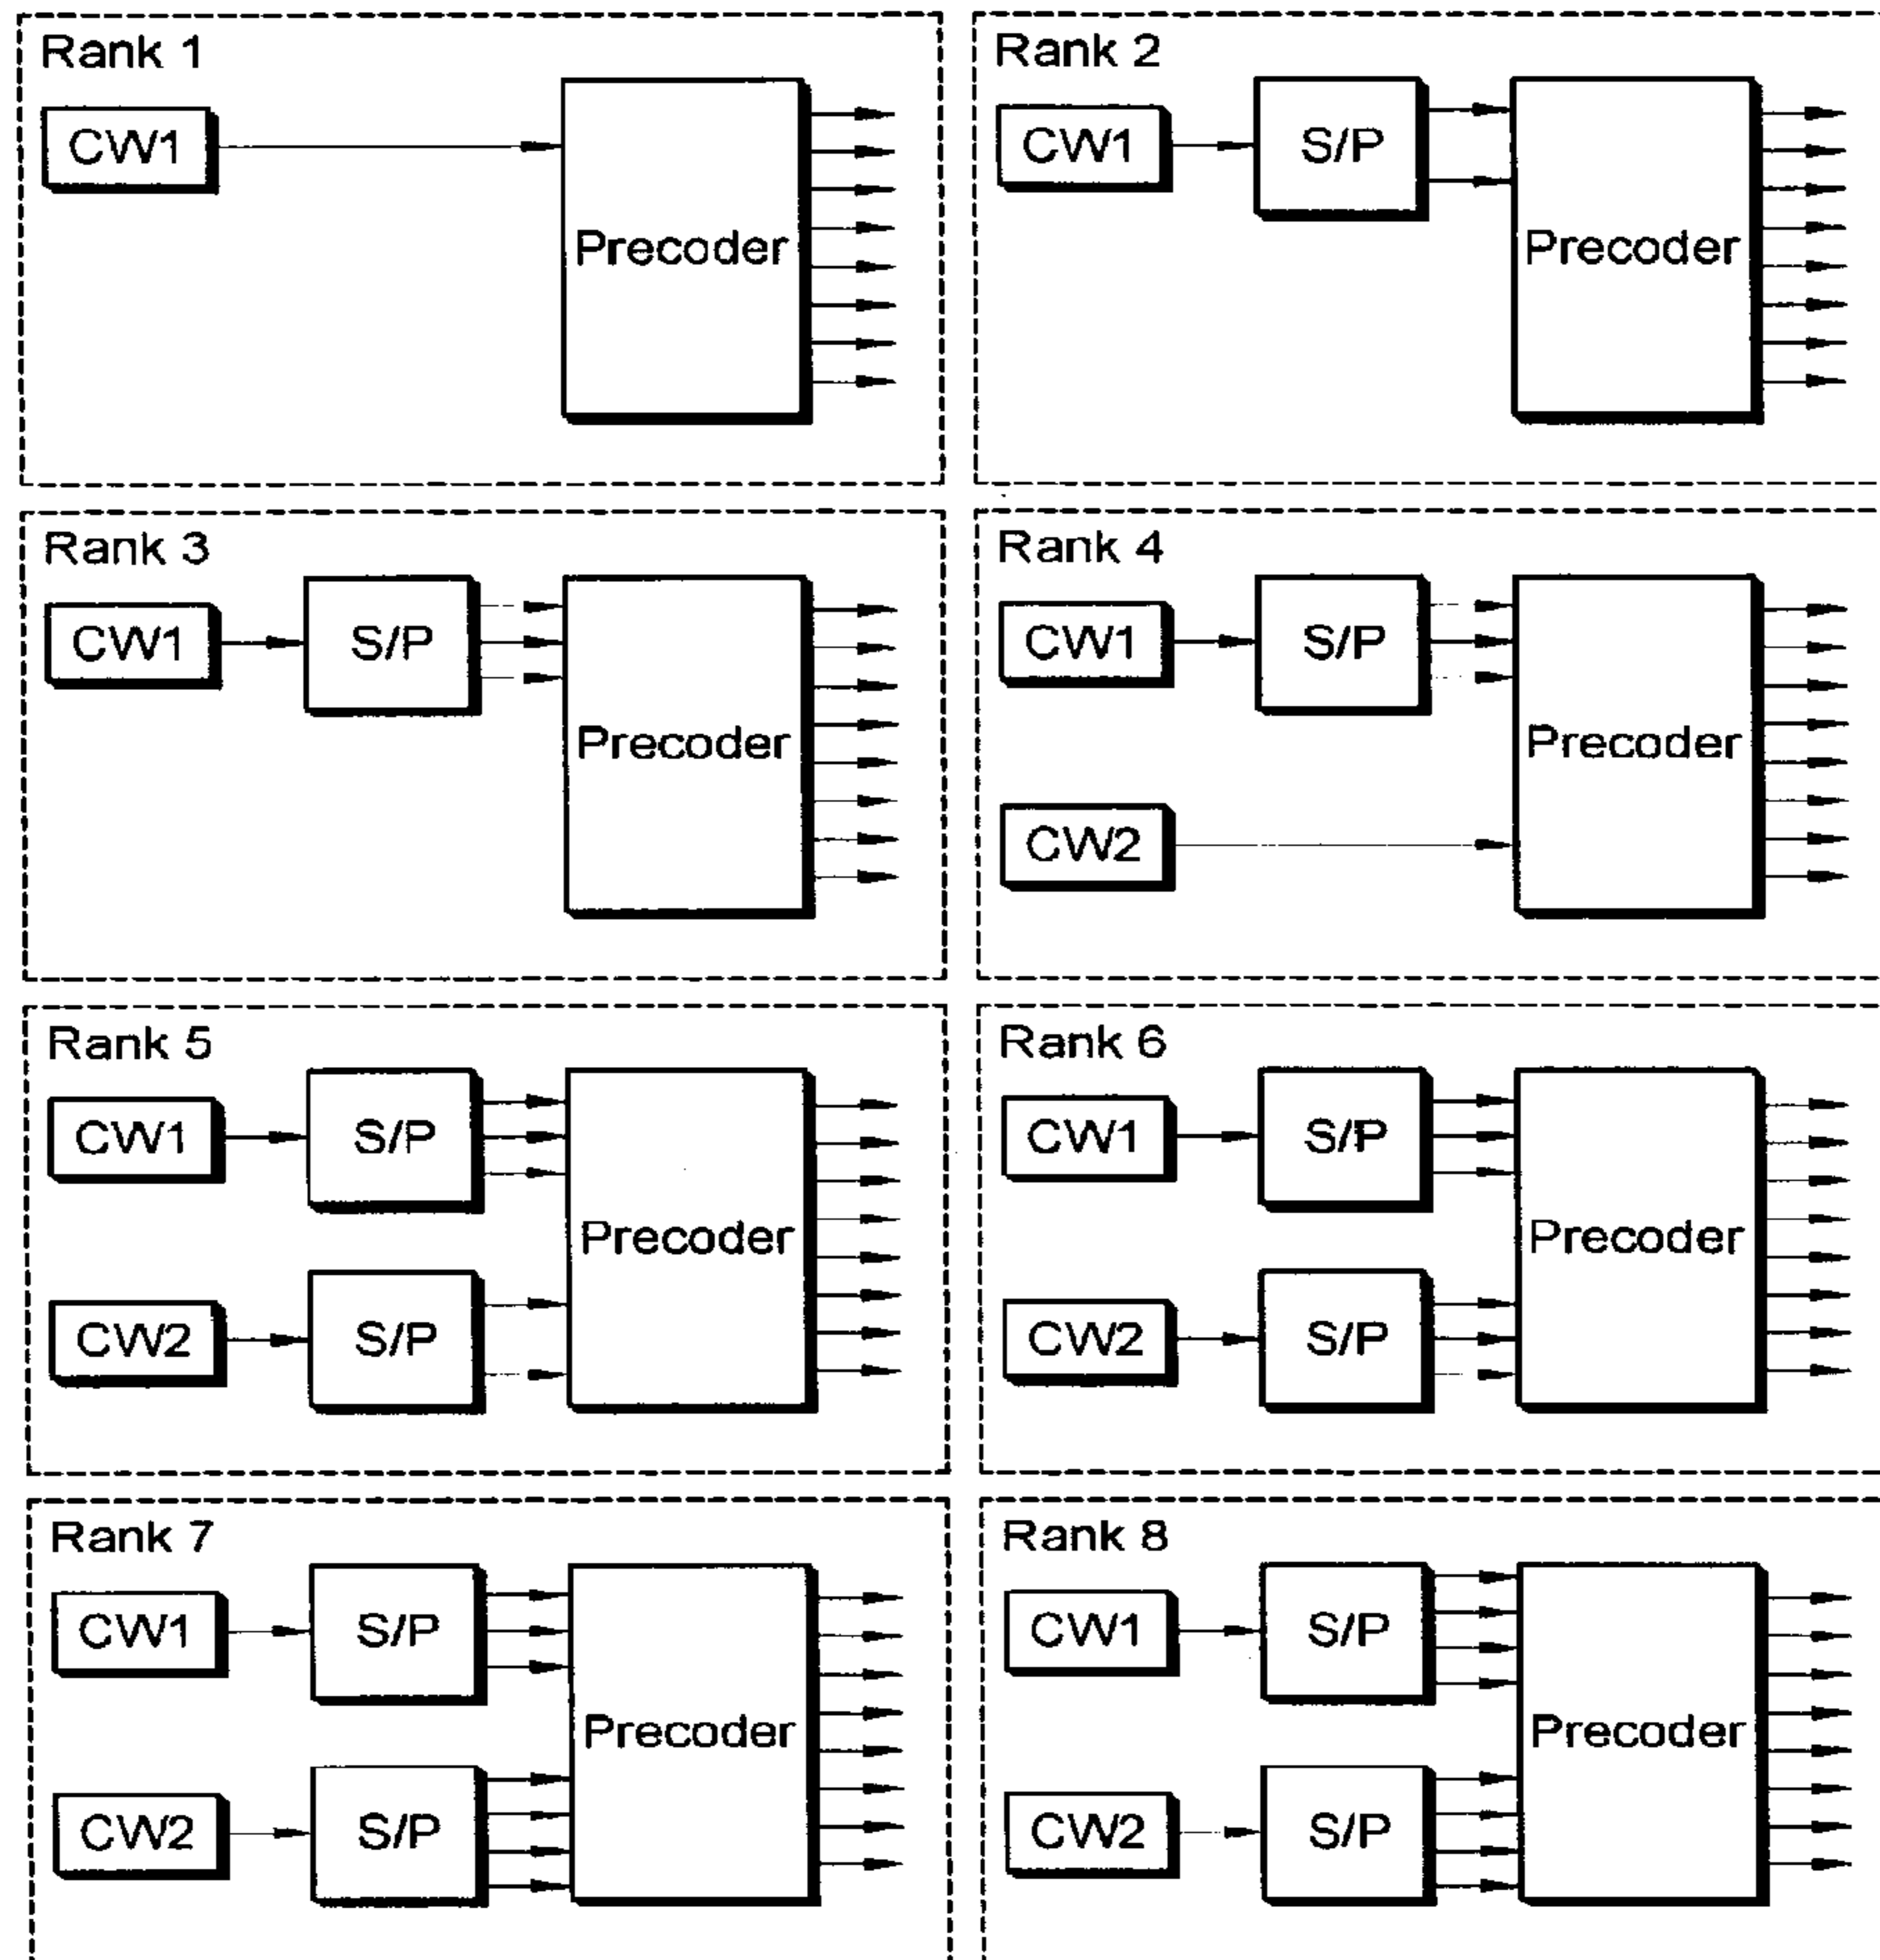 Rank 1
CW1
Precoder
Rank 2
CW1
S/P
Precoder
Rank 3
CW1
S/P
Precoder
Rank 4
CW1
S/P
Precoder
CW2
Rank 5
CW1
S/P
Precoder
CW2
S/P
Rank 6
CW1
S/P
Precoder
CW2
S/P
Rank 7
CW1
S/P
Precoder
CW2
S/P
Rank 8
CW1
S/P
Precoder
CW2
S/P